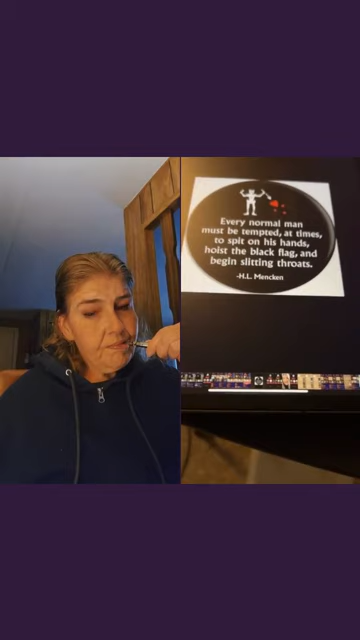 Every normal man
must be tempted, at times,
to spit on his hands,
hoist the black flag, and
begin slitting throats.
-H.L. Mencken